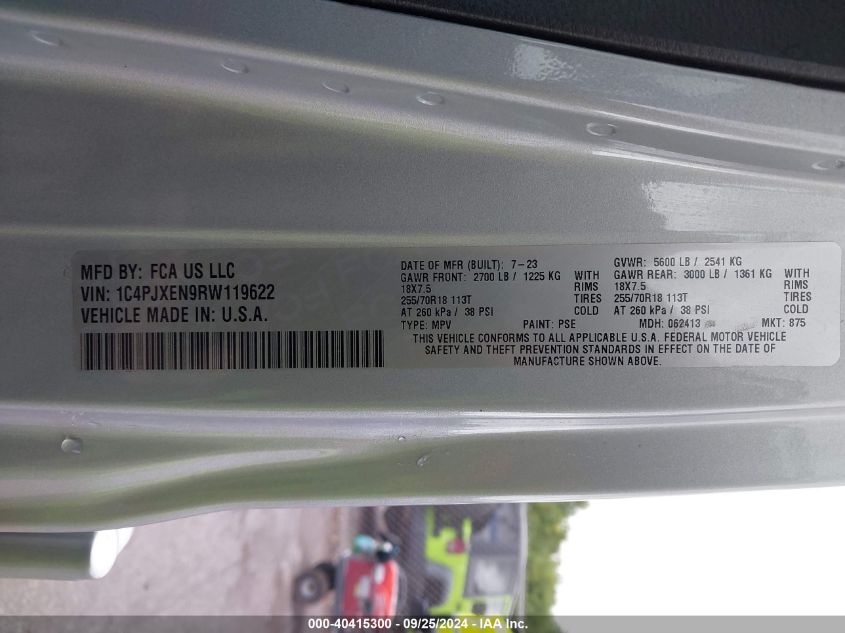 MFD BY: FCA US LLC
VIN: 1C4PJXEN9RW119622
VEHICLE MADE IN: U.S.A.
DATE OF MFR (BUILT): 7-23
GAWR FRONT: 2700 LB / 1225 KG WITH
18X7.5 RIMS
255/70R18 113T TIRES
AT 260 kPa / 38 PSI COLD
TYPE: MPV PAINT: PSE
GVWR: 5600 LB / 2541 KG
GAWR REAR: 3000 LB / 1361 KG WITH
18X7.5 RIMS
255/70R18 113T TIRES
AT 260 kPa / 38 PSI COLD
MDH: 062413 MKT: 875
THIS VEHICLE CONFORMS TO ALL APPLICABLE U.S.A. FEDERAL MOTOR VEHICLE
SAFETY AND THEFT PREVENTION STANDARDS IN EFFECT ON THE DATE OF
MANUFACTURE SHOWN ABOVE.
000-40415300 - 09/25/2024 - IAA Inc.